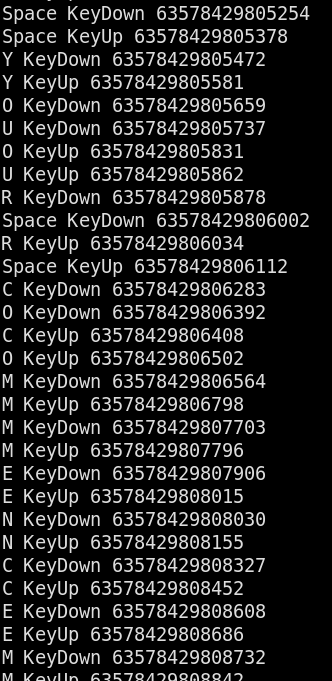 Space KeyDown 63578429805254
Space KeyUp 63578429805378
Y KeyDown 63578429805472
Y KeyUp 63578429805581
O KeyDown 63578429805659
U KeyDown 63578429805737
O KeyUp 63578429805831
U KeyUp 63578429805862
R KeyDown 63578429805878
Space KeyDown 63578429806002
R KeyUp 63578429806034
Space KeyUp 63578429806112
C KeyDown 63578429806283
O KeyDown 63578429806392
C KeyUp 63578429806408
O KeyUp 63578429806502
M KeyDown 63578429806564
M KeyUp 63578429806798
M KeyDown 63578429807703
M KeyUp 63578429807796
E KeyDown 63578429807906
E KeyUp 63578429808015
N KeyDown 63578429808030
N KeyUp 63578429808155
C KeyDown 63578429808327
C KeyUp 63578429808452
E KeyDown 63578429808608
E KeyUp 63578429808686
M KeyDown 63578429808732
M KeyUp 63578429808842